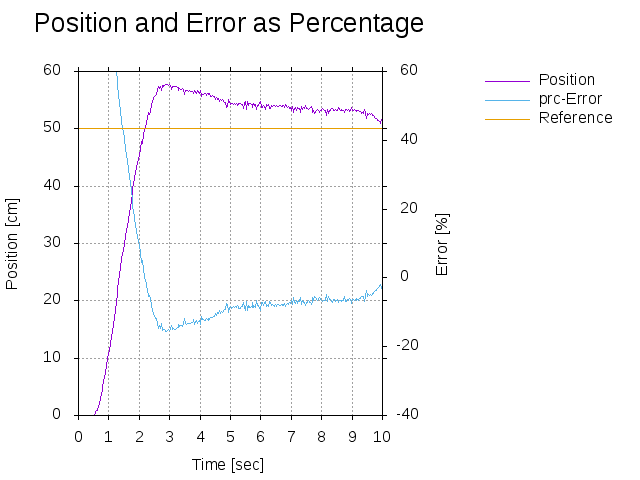 Position and Error as Percentage
60
50
40
30
20
10
0
Position [cm]
0 1 2 3 4 5 6 7 8 9 10
Time [sec]
60
40
20
0
-20
-40
Error [%]
Position
prc-Error
Reference